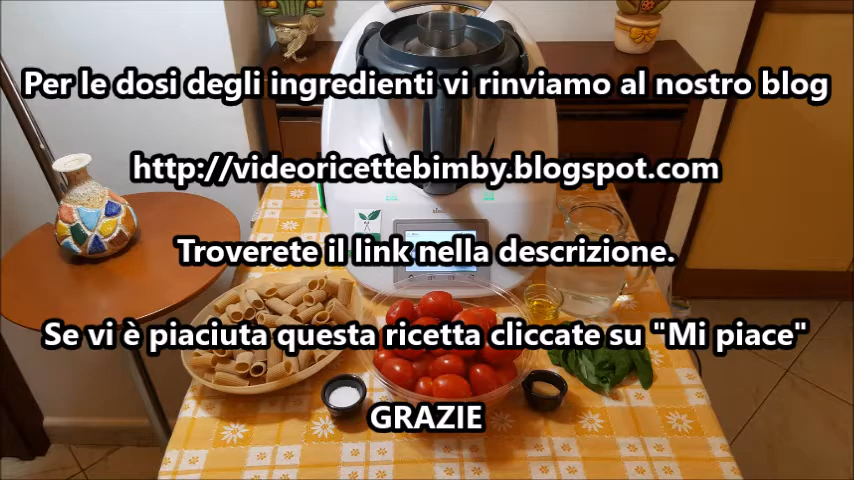 Per le dosi degli ingredienti vi rinviamo al nostro blog
http://videoricettebimby.blogspot.com
Troverete il link nella descrizione.
Se vi è piaciuta questa ricetta cliccate su "Mi piace"
GRAZIE